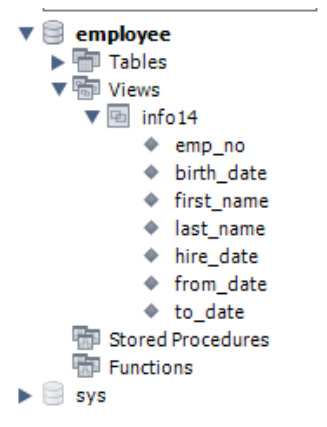 employee
Tables
Views
info14
emp_no
birth_date
first_name
last_name
hire_date
from_date
to_date
Stored Procedures
Functions
sys